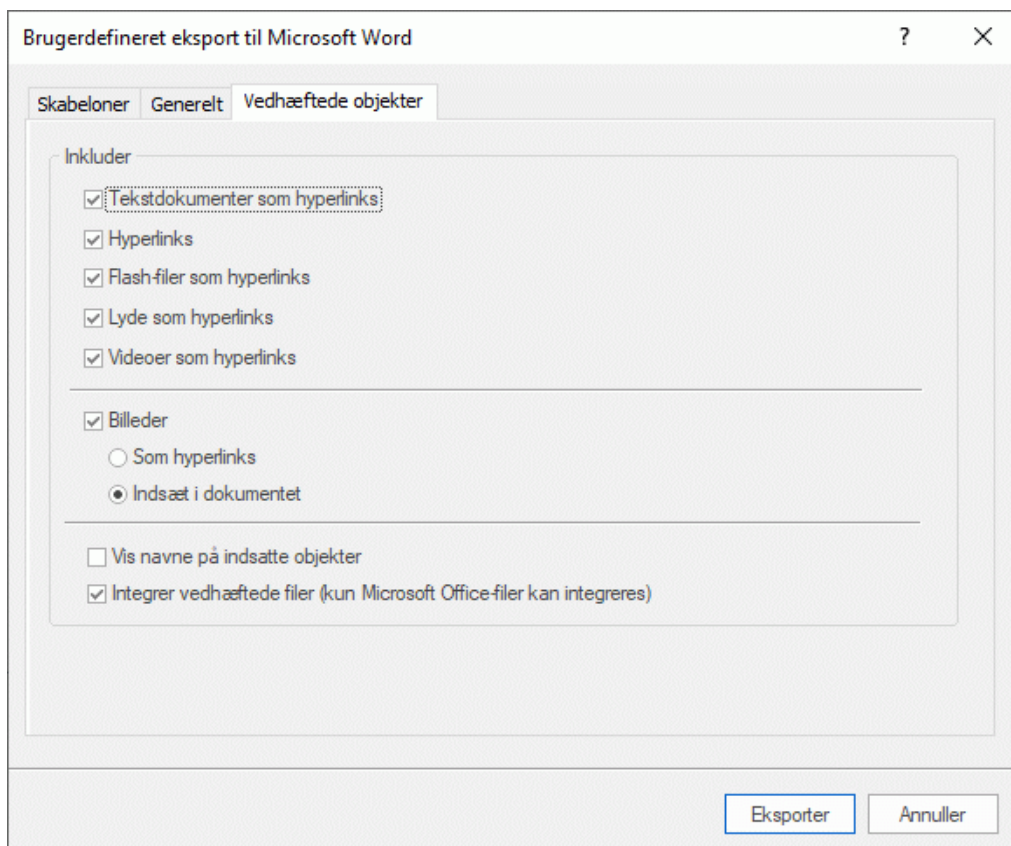 Brugerdefineret eksport til Microsoft Word
?
Skabeloner Generelt Vedhæftede objekter
Inkluder
Tekstdokumenter som hyperlinks
Hyperlinks
Flash-filer som hyperlinks
Lyde som hyperlinks
Videoer som hyperlinks
Billeder
Som hyperlinks
Indsæt i dokumentet
Vis navne på indsatte objekter
Integrer vedhæftede filer (kun Microsoft Office-filer kan integreres)
Eksporter Annuller